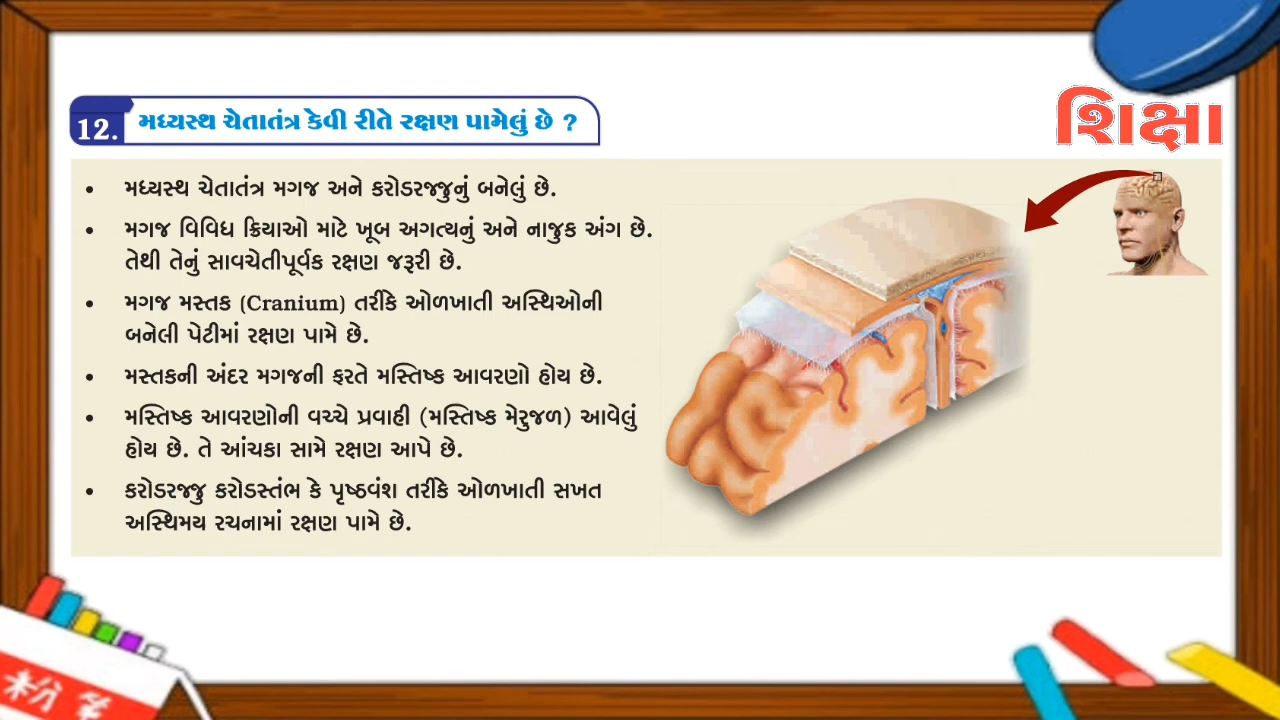 શિક્ષા
12. મધ્યસ્થ ચેતાતંત્ર કેવી રીતે રક્ષણ પામેલું છે ?
• મધ્યસ્થ ચેતાતંત્ર મગજ અને કરોડરજ્જુનું બનેલું છે.
• મગજ વિવિધ ક્રિયાઓ માટે ખૂબ અગત્યનું અને નાજુક અંગ છે.
તેથી તેનું સાવચેતીપૂર્વક રક્ષણ જરૂરી છે.
• મગજ મસ્તક (Cranium) તરીકે ઓળખાતી અસ્થિઓની
બનેલી પેટીમાં રક્ષણ પામે છે.
• મસ્તકની અંદર મગજની ફરતે મસ્તિષ્ક આવરણો હોય છે.
• મસ્તિષ્ક આવરણોની વચ્ચે પ્રવાહી (મસ્તિષ્ક મેરુજળ) આવેલું
હોય છે. તે આંચકા સામે રક્ષણ આપે છે.
• કરોડરજ્જુ કરોડસ્તંભ કે પૃષ્ઠવંશ તરીકે ઓળખાતી સખત
અસ્થિમય રચનામાં રક્ષણ પામે છે.